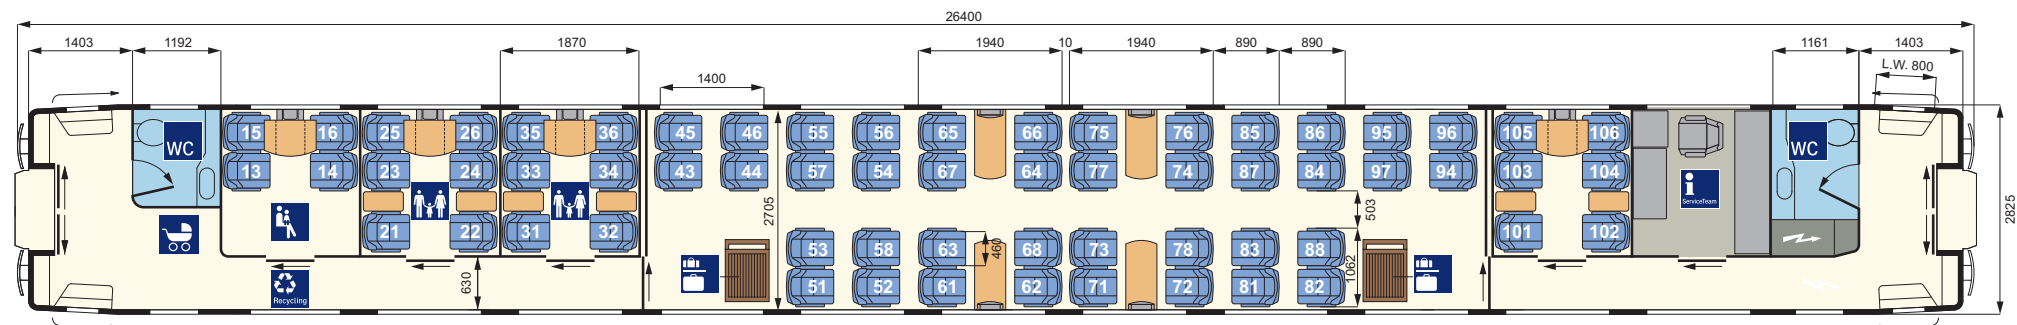 26400
1403 1192 1870 1940 10 1940 890 890 1161 1403
1400 L.W. 800
15 16 25 26 35 36 45 46 55 56 65 66 75 76 85 86 95 96 105 106
WC WC
13 14 23 24 33 34 43 44 57 54 67 64 77 74 87 84 97 94 103 104
ServiceTeam
2705 503 2825
21 22 31 32 53 58 63 460 68 73 78 83 88 101 102
630 1062
Recycling
51 52 61 62 71 72 81 82